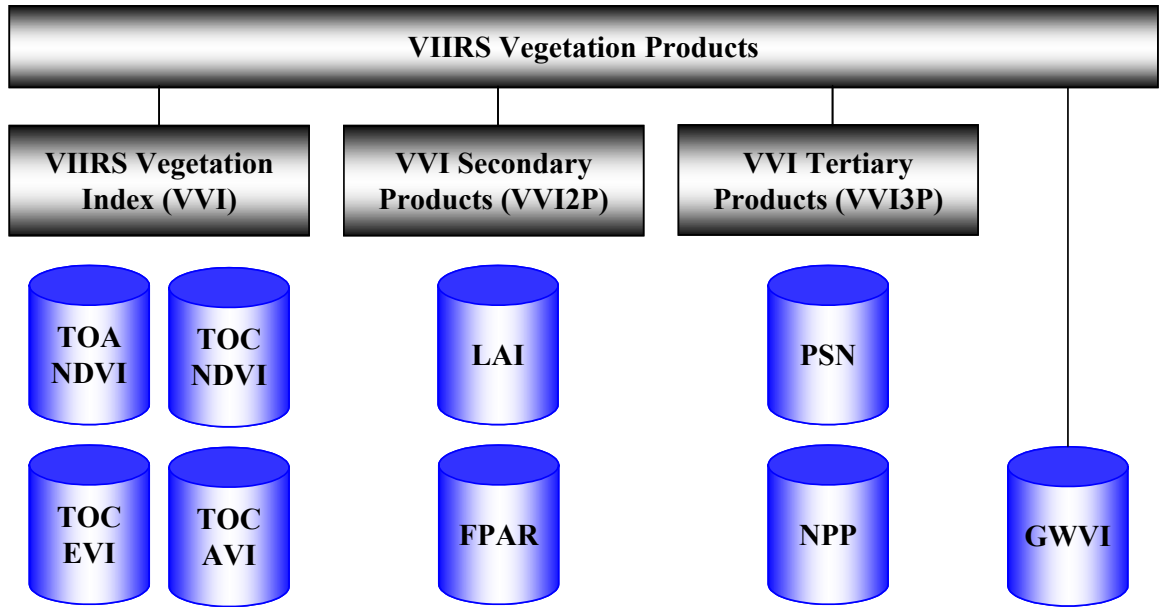 VIIRS Vegetation Products
VIIRS Vegetation
Index (VVI)
VVI Secondary
Products (VVI2P)
VVI Tertiary
Products (VVI3P)
TOA
NDVI
TOC
NDVI
LAI
PSN
TOC
EVI
TOC
AVI
FPAR
NPP
GWVI